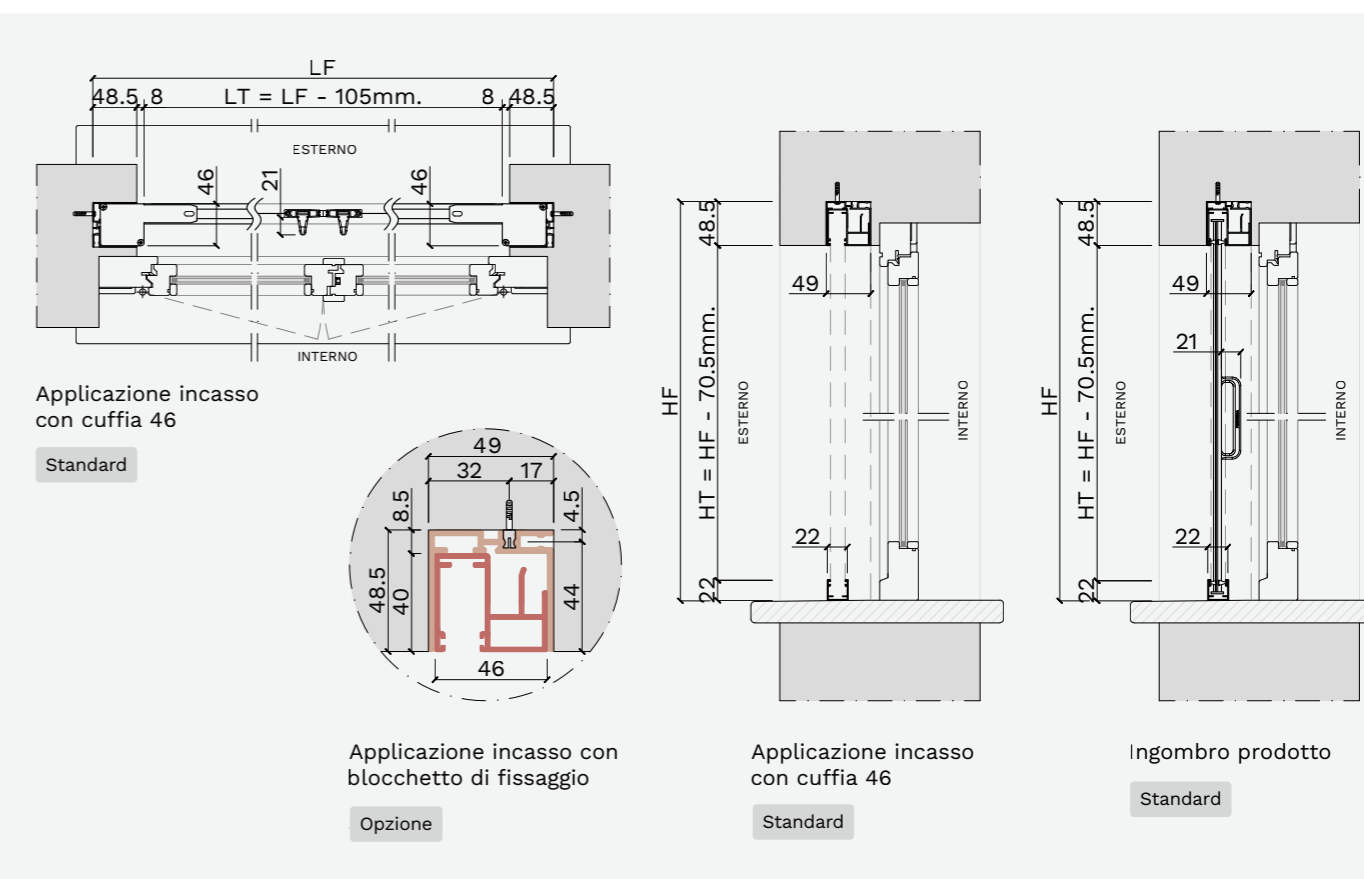 LF
48.5 8 LT = LF - 105mm. 8 48.5
ESTERNO
46 21 46
INTERNO
Applicazione incasso
con cuffia 46
Standard
49
32 17
8.5 4.5
48.5 40 44
46
Applicazione incasso con
blocchetto di fissaggio
Opzione
48.5
49
HF
HT = HF - 70.5mm.
ESTERNO
INTERNO
22
22
Applicazione incasso
con cuffia 46
Standard
48.5
49
21
HF
HT = HF - 70.5mm.
ESTERNO
INTERNO
22
22
Ingombro prodotto
Standard